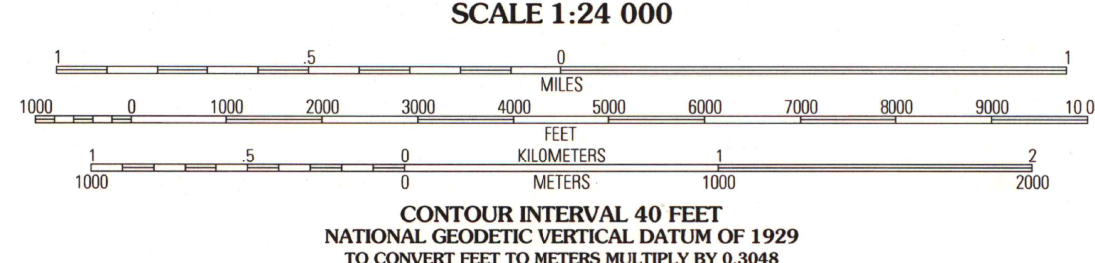 SCALE 1:24 000
1 .5 0 1
MILES
1000 0 1000 2000 3000 4000 5000 6000 7000 8000 9000 10 0
FEET
1 .5 0 KILOMETERS 1 2
1000 0 METERS 1000 2000
CONTOUR INTERVAL 40 FEET
NATIONAL GEODETIC VERTICAL DATUM OF 1929
TO CONVERT FEET TO METERS MULTIPLY BY 0.3048